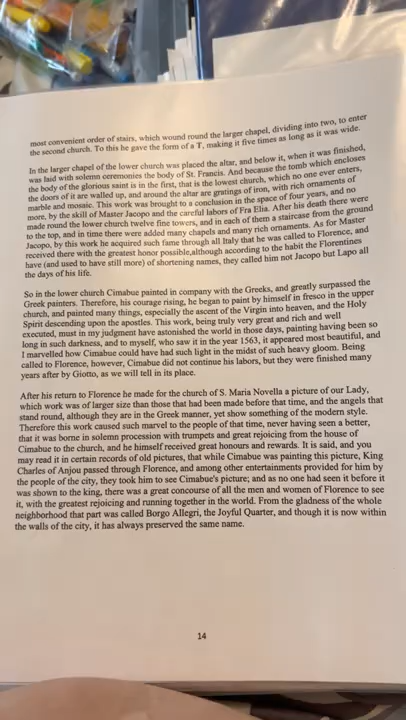 most convenient order of stairs, which wound round the larger chapel, dividing into two, to enter
the second church. To this he gave the form of a T, making it five times as long as it was wide.
In the larger chapel of the lower church was placed the altar, and below it, when it was finished,
was laid with solemn ceremonies the body of St. Francis. And because the tomb which encloses
the body of the glorious saint is in the first, that is the lowest church, which no one ever enters,
the doors of it are walled up, and around the altar are gratings of iron, with rich ornaments of
marble and mosaic. This work was brought to a conclusion in the space of four years, and no
more, by the skill of Master Jacopo and the careful labors of Fra Elia. After his death there were
made round the lower church twelve fine towers, and in each of them a staircase from the ground
to the top, and in time there were added many chapels and many rich ornaments. As for Master
Jacopo, by this work he acquired such fame through all Italy that he was called to Florence, and
received there with the greatest honor possible,although according to the habit the Florentines
have (and used to have still more) of shortening names, they called him not Jacopo but Lapo all
the days of his life.
So in the lower church Cimabue painted in company with the Greeks, and greatly surpassed the
Greek painters. Therefore, his courage rising, he began to paint by himself in fresco in the upper
church, and painted many things, especially the ascent of the Virgin into heaven, and the Holy
Spirit descending upon the apostles. This work, being truly very great and rich and well
executed, must in my judgment have astonished the world in those days, painting having been so
long in such darkness, and to myself, who saw it in the year 1563, it appeared most beautiful, and
I marvelled how Cimabue could have had such light in the midst of such heavy gloom. Being
called to Florence, however, Cimabue did not continue his labors, but they were finished many
years after by Giotto, as we will tell in its place.
After his return to Florence he made for the church of S. Maria Novella a picture of our Lady,
which work was of larger size than those that had been made before that time, and the angels that
stand round, although they are in the Greek manner, yet show something of the modern style.
Therefore this work caused such marvel to the people of that time, never having seen a better,
that it was borne in solemn procession with trumpets and great rejoicing from the house of
Cimabue to the church, and he himself received great honours and rewards. It is said, and you
may read it in certain records of old pictures, that while Cimabue was painting this picture, King
Charles of Anjou passed through Florence, and among other entertainments provided for him by
the people of the city, they took him to see Cimabue's picture; and as no one had seen it before it
was shown to the king, there was a great concourse of all the men and women of Florence to see
it, with the greatest rejoicing and running together in the world. From the gladness of the whole
neighborhood that part was called Borgo Allegri, the Joyful Quarter, and though it is now within
the walls of the city, it has always preserved the same name.
14